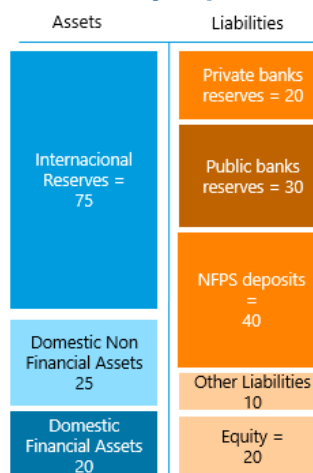 Assets
Liabilities
Internacional
Reserves =
75
Domestic Non
Financial Assets
25
Domestic
Financial Assets
20
Private banks
reserves = 20
Public banks
reserves = 30
NFPS deposits
=
40
Other Liabilities
10
Equity =
20